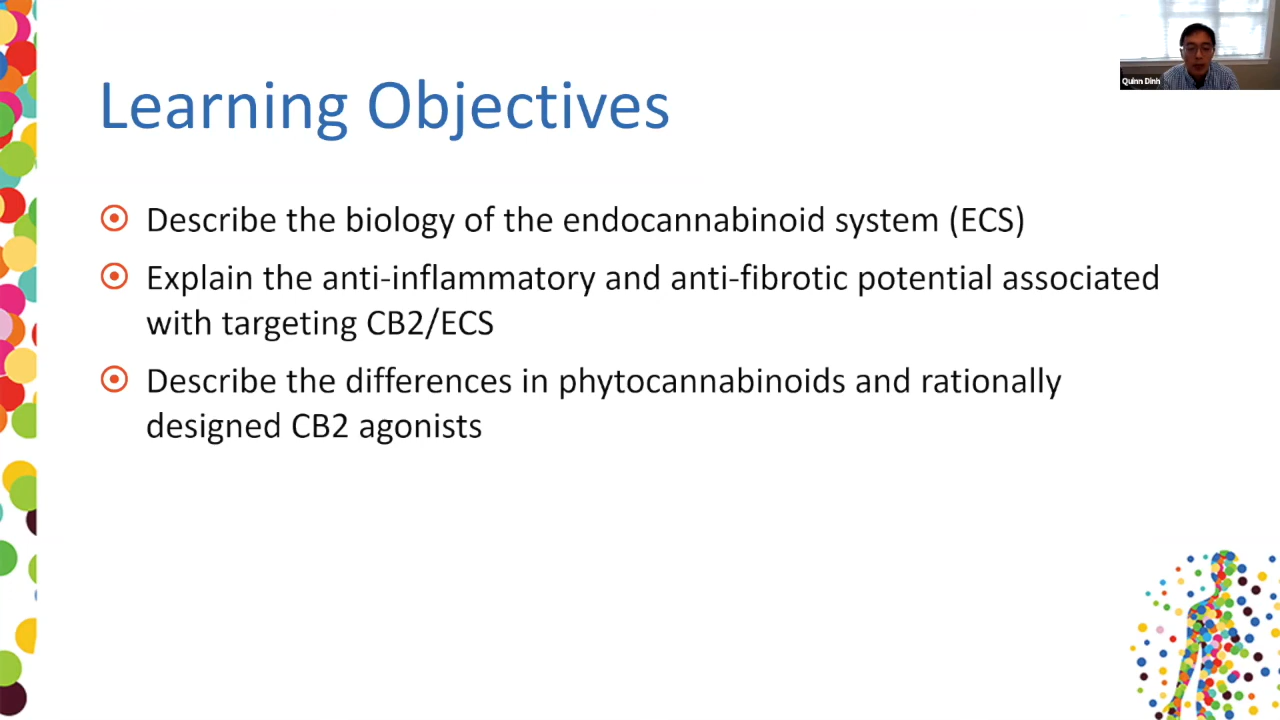 Learning Objectives
Describe the biology of the endocannabinoid system (ECS)
Explain the anti-inflammatory and anti-fibrotic potential associated
with targeting CB2/ECS
Describe the differences in phytocannabinoids and rationally
designed CB2 agonists
Quinn Dinh